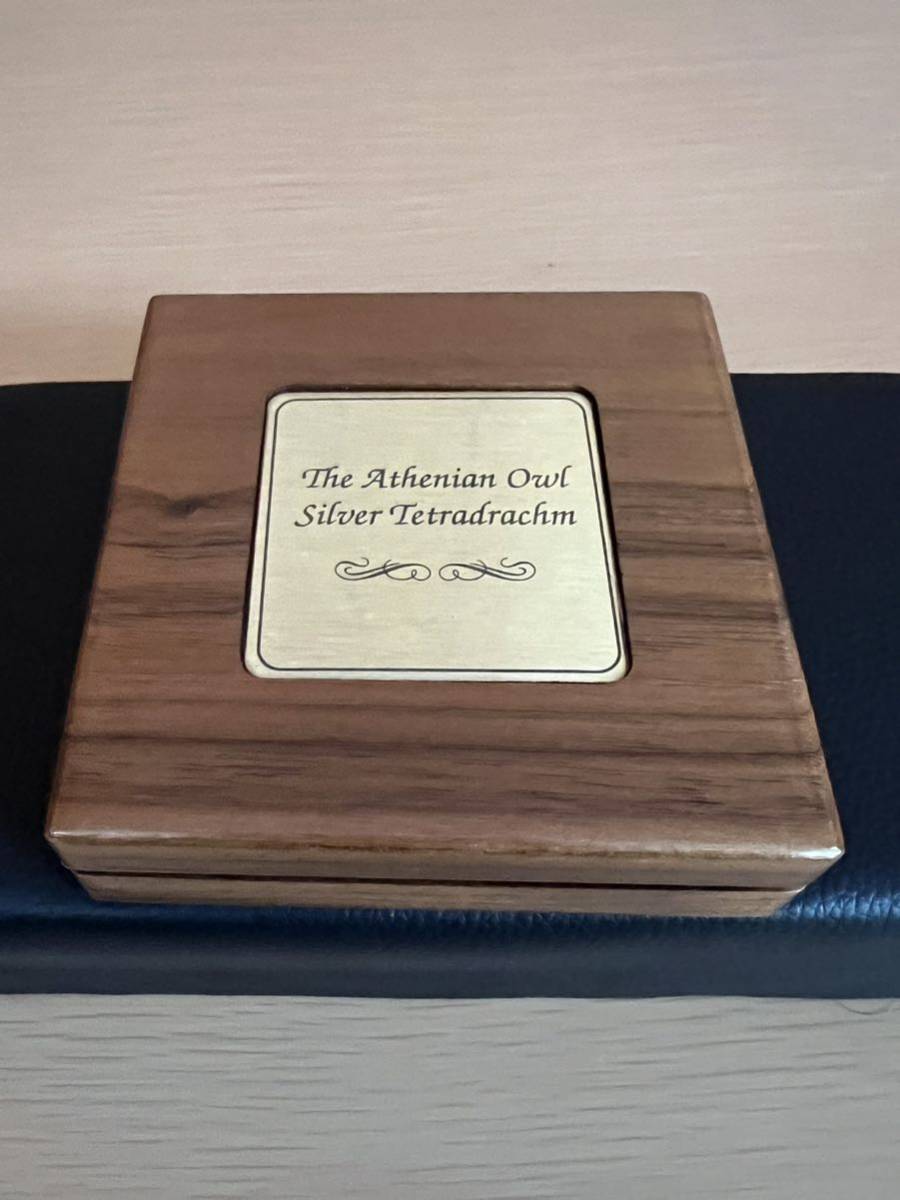 The Athenian Owl
Silver Tetradrachm